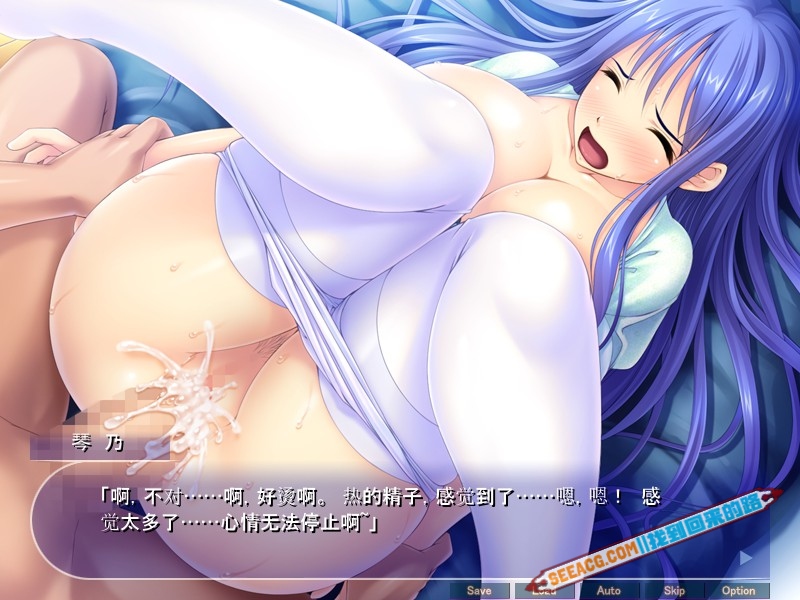 琴乃
「啊，不对……啊，好烫啊。 热的精子，感觉到了……嗯，嗯！ 感
觉太多了……心情无法停止啊~」
SEEACG.COM||找到回来的路
Save Load Auto Skip Option